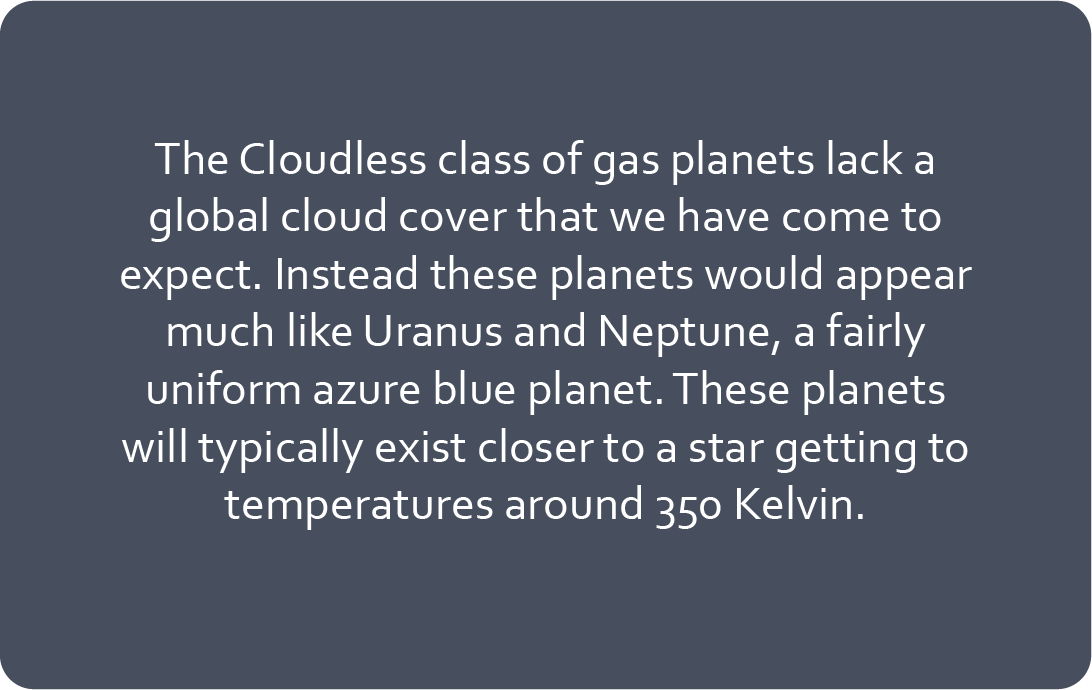 The Cloudless class of gas planets lack a
global cloud cover that we have come to
expect. Instead these planets would appear
much like Uranus and Neptune, a fairly
uniform azure blue planet. These planets
will typically exist closer to a star getting to
temperatures around 350 Kelvin.